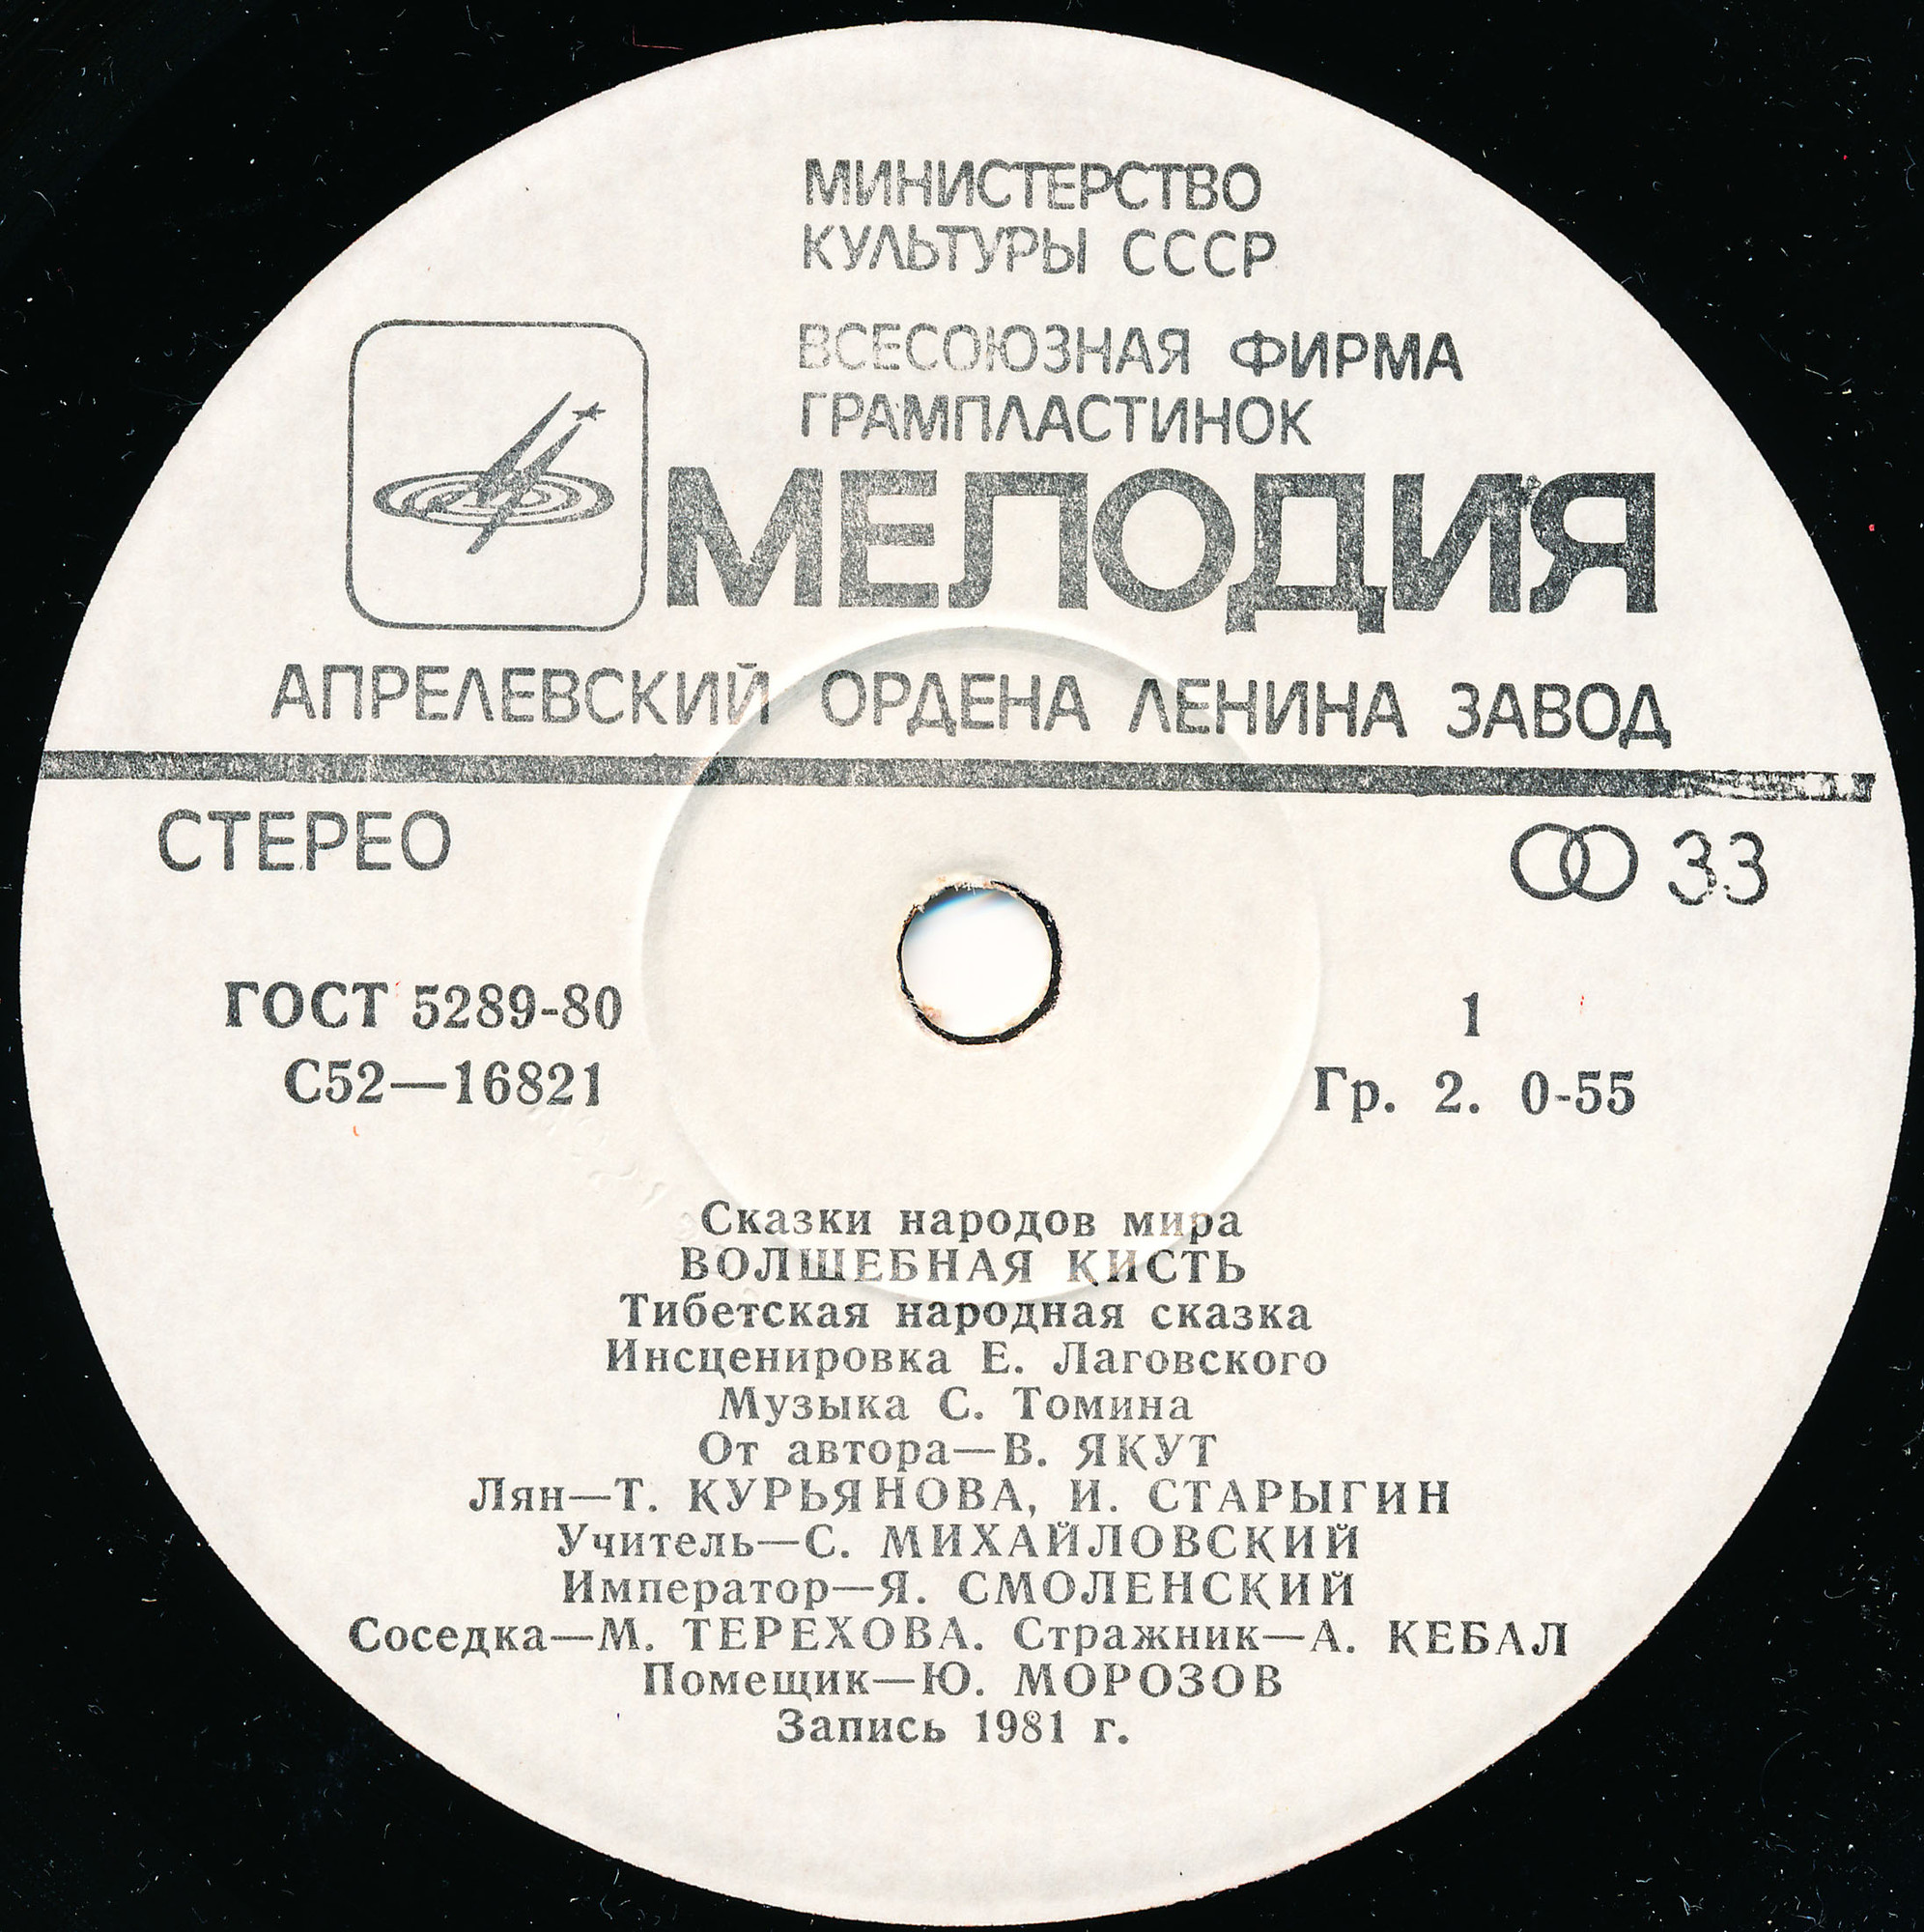 МИНИСТЕРСТВО
КУЛЬТУРЫ СССР
ВСЕСОЮЗНАЯ ФИРМА
ГРАМПЛАСТИНОК
МЕЛОДИЯ
АПРЕЛЕВСКИЙ ОРДЕНА ЛЕНИНА ЗАВОД
СТЕРЕО
33
ГОСТ 5289-80
1
С52—16821
Гр. 2. 0-55
Сказки народов мира
ВОЛШЕБНАЯ КИСТЬ
Тибетская народная сказка
Инсценировка Е. Лаговского
Музыка С. Томина
От автора—В. ЯКУТ
Лян—Т. КУРЬЯНОВА, И. СТАРЫГИН
Учитель—С. МИХАЙЛОВСКИЙ
Император—Я. СМОЛЕНСКИЙ
Соседка—М. ТЕРЕХОВА. Стражник—А. КЕБАЛ
Помещик—Ю. МОРОЗОВ
Запись 1981 г.